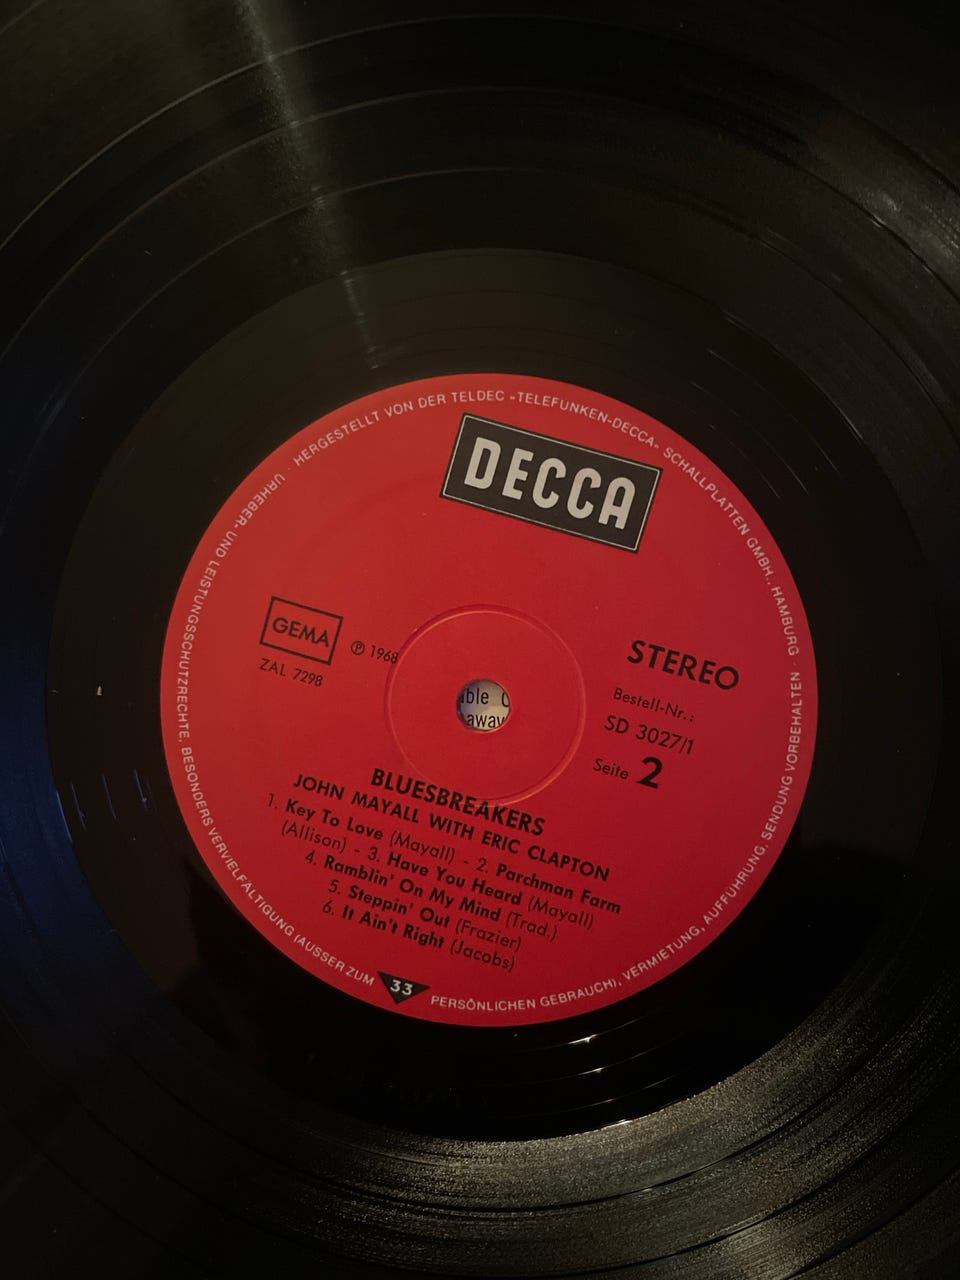 HERGESTELLT VON DER TELDEC »TELEFUNKEN-DECCA« SCHALLPLATTEN GMBH., HAMBURG · URHEBER- UND LEISTUNGSSCHUTZRECHTE, BESONDERS VERVIELFÄLTIGUNG (AUSSER ZUM PERSÖNLICHEN GEBRAUCH), VERMIETUNG, AUFFÜHRUNG, SENDUNG VORBEHALTEN ·
DECCA
GEMA
℗ 1968
ZAL 7298
STEREO
Bestell-Nr.:
SD 3027/1
Seite 2
away
BLUESBREAKERS
JOHN MAYALL WITH ERIC CLAPTON
1. Key To Love (Mayall) - 2. Parchman Farm
(Allison) - 3. Have You Heard (Mayall)
4. Ramblin' On My Mind (Trad.)
5. Steppin' Out (Frazier)
6. It Ain't Right (Jacobs)
33